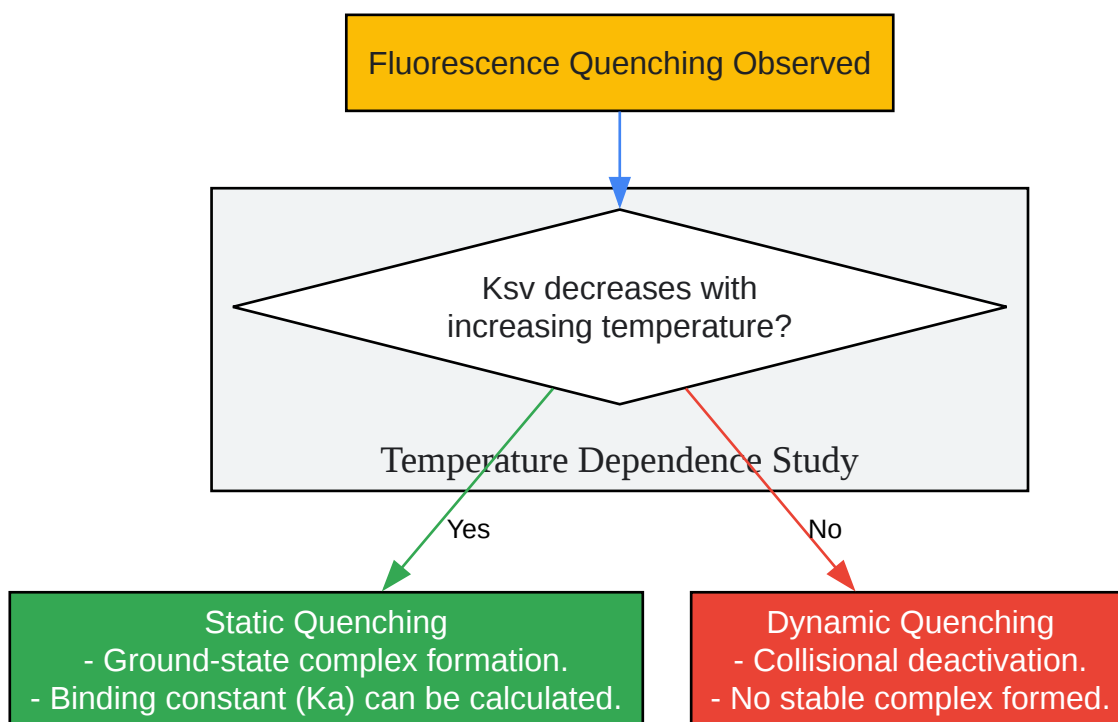 Fluorescence Quenching Observed
Ksv decreases with
increasing temperature?
Temperature Dependence Study
Yes
No
Static Quenching
- Ground-state complex formation.
- Binding constant (Ka) can be calculated.
Dynamic Quenching
- Collisional deactivation.
- No stable complex formed.